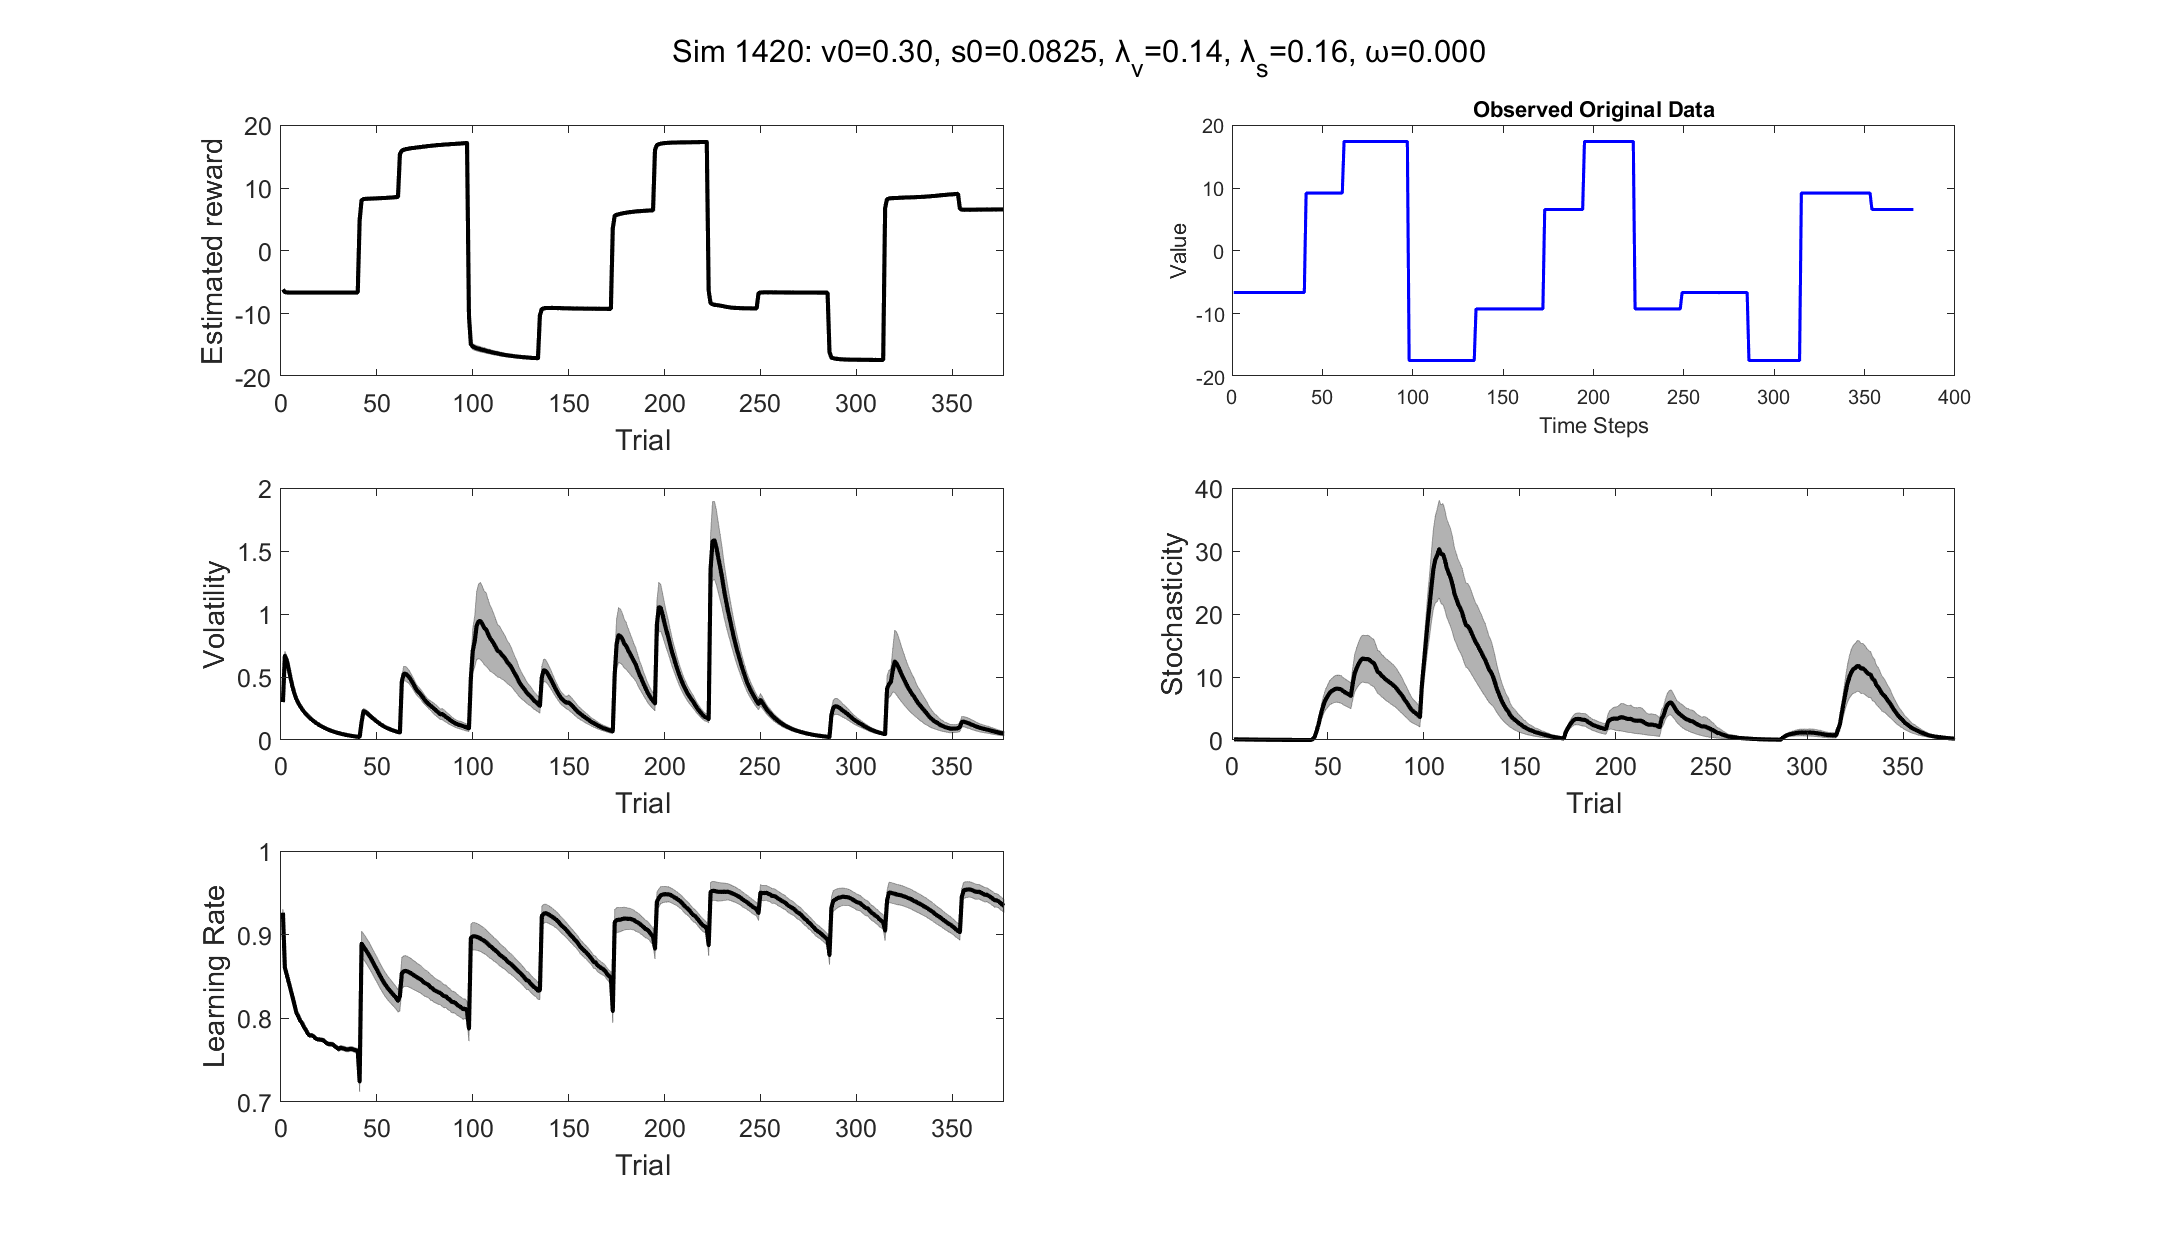 Sim 1420: v0=0.30, s0=0.0825, λv=0.14, λs=0.16, ω=0.000
20
10
0
-10
-20
Estimated reward
0 50 100 150 200 250 300 350
Trial
Observed Original Data
20
10
0
-10
-20
Value
0 50 100 150 200 250 300 350 400
Time Steps
2
1.5
1
0.5
0
Volatility
0 50 100 150 200 250 300 350
Trial
40
30
20
10
0
Stochasticity
0 50 100 150 200 250 300 350
Trial
1
0.9
0.8
0.7
Learning Rate
0 50 100 150 200 250 300 350
Trial